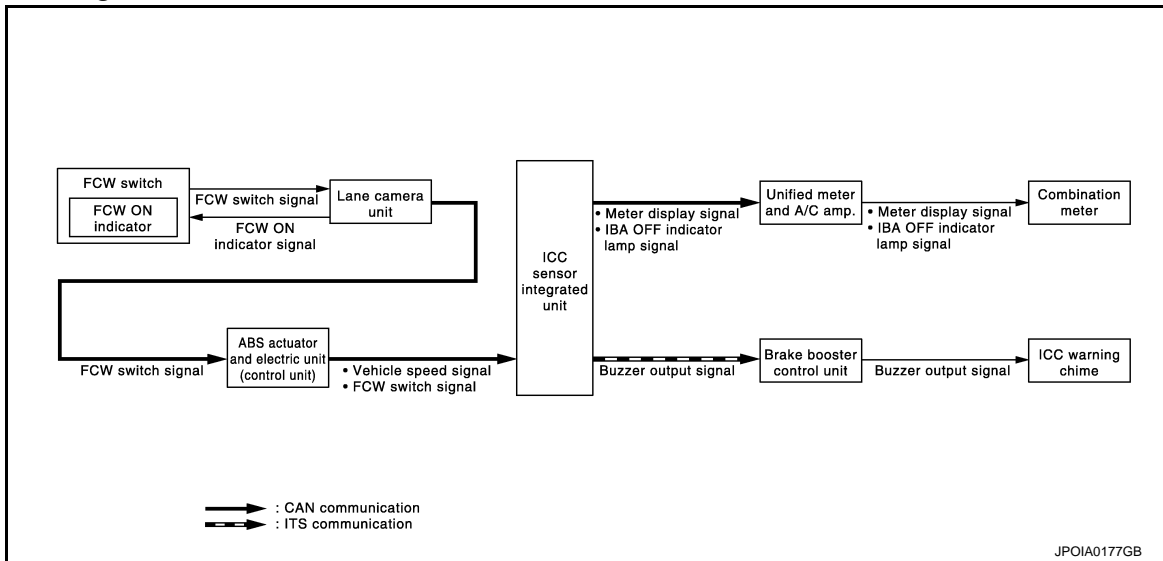 FCW switch
FCW ON
indicator
FCW switch signal
FCW ON
indicator signal
Lane camera
unit
FCW switch signal
ABS actuator
and electric unit
(control unit)
• Vehicle speed signal
• FCW switch signal
ICC
sensor
integrated
unit
• Meter display signal
• IBA OFF indicator
lamp signal
Unified meter
and A/C amp.
• Meter display signal
• IBA OFF indicator
lamp signal
Combination
meter
Buzzer output signal
Brake booster
control unit
Buzzer output signal
ICC warning
chime
: CAN communication
: ITS communication
JPOIA0177GB